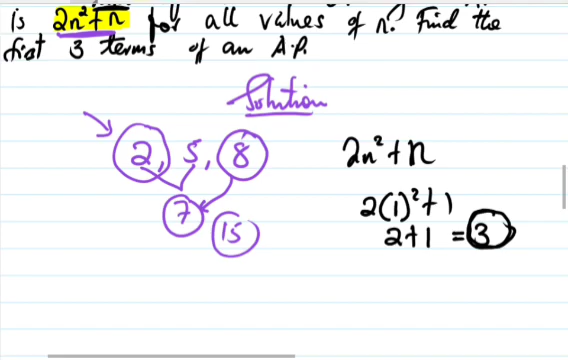 is 2n²+n for all values of n? Find the
first 3 terms of an A.P.
Solution
2, 5, 8
7
15
2n²+n
2(1)²+1
2+1 = 3